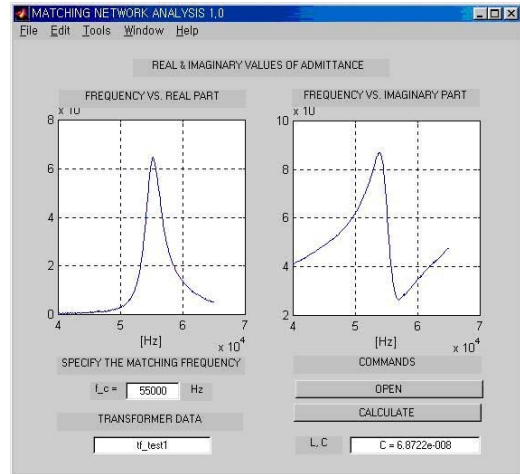 MATCHING NETWORK ANALYSIS 1,0
File Edit Tools Window Help
REAL & IMAGINARY VALUES OF ADMITTANCE
FREQUENCY VS. REAL PART
x 10
8
6
4
2
0
4 5 6 7
[Hz]
x 10^4
FREQUENCY VS. IMAGINARY PART
x 10
10
8
6
4
2
4 5 6 7
[Hz]
x 10^4
SPECIFY THE MATCHING FREQUENCY
f_c = 55000 Hz
TRANSFORMER DATA
tf_test1
COMMANDS
OPEN
CALCULATE
L, C C = 6.8722e-008